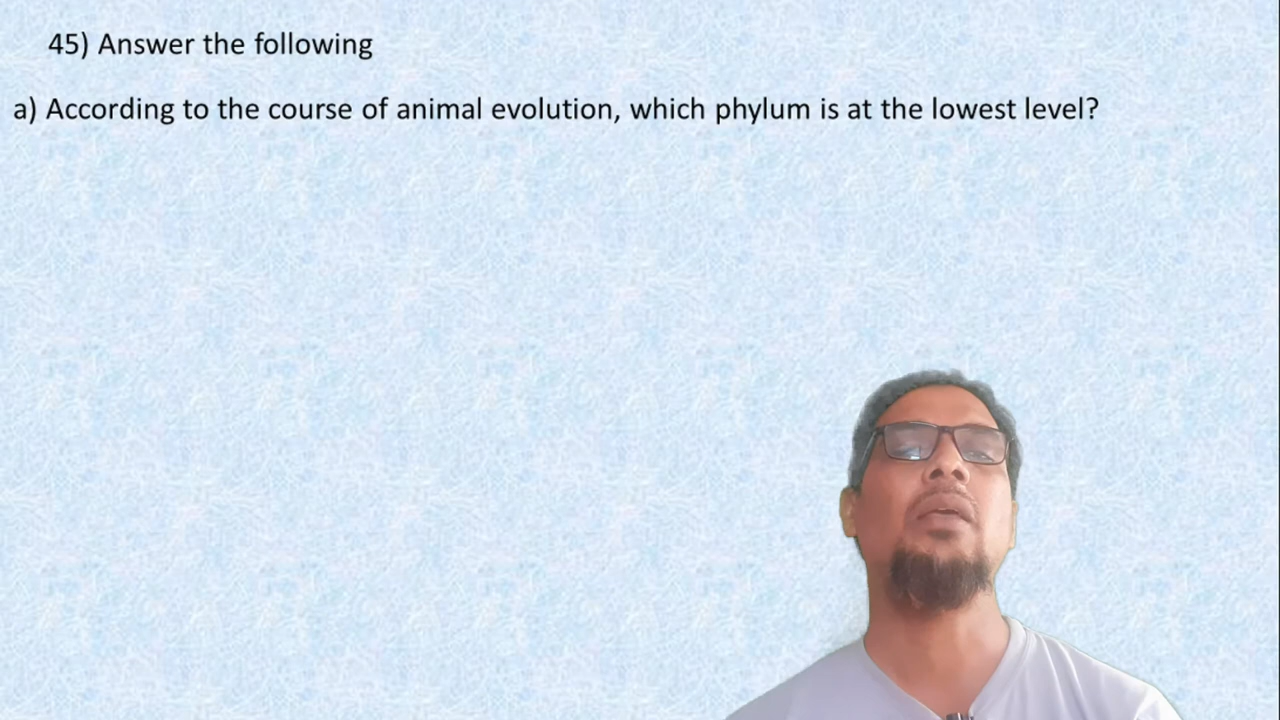 45) Answer the following
a) According to the course of animal evolution, which phylum is at the lowest level?